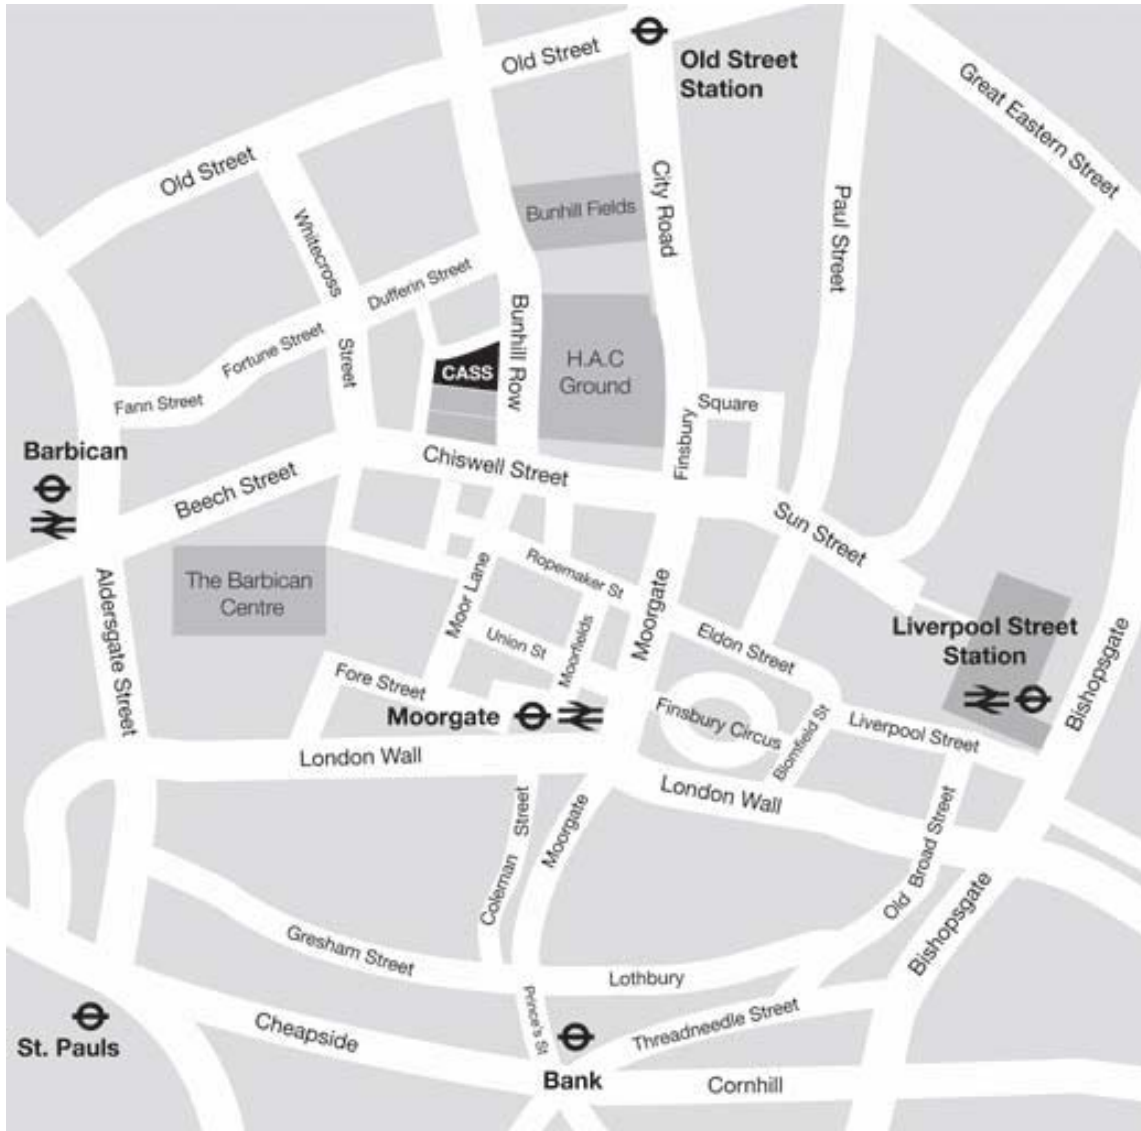 Old Street
Old Street
Station
Great Eastern Street
Old Street
City Road
Paul Street
Bunhill Fields
Whitecross
Street
Dufferin Street
Bunhill Row
Fortune Street
H.A.C
Ground
CASS
Fann Street
Square
Finsbury
Barbican
Chiswell Street
Beech Street
Sun Street
Ropemaker St
The Barbican
Centre
Moor Lane
Moorgate
Aldersgate Street
Union St
Moorfields
Eldon Street
Liverpool Street
Station
Bishopsgate
Fore Street
Moorgate
Finsbury Circus
Blomfield St
Liverpool Street
London Wall
London Wall
Coleman Street
Moorgate
Old Broad Street
Bishopsgate
Gresham Street
Lothbury
Prince's St
Threadneedle Street
St. Pauls
Cheapside
Bank
Cornhill